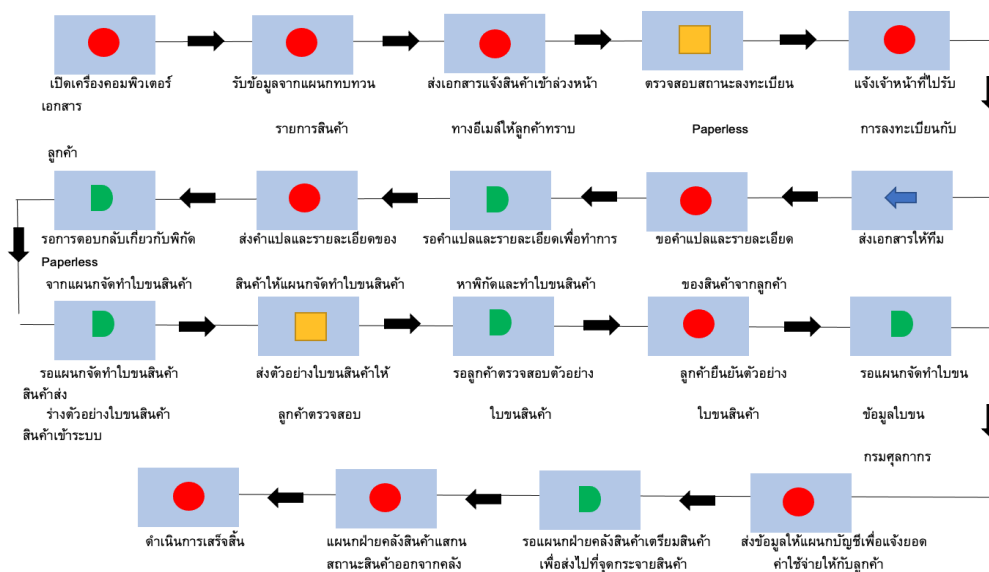 เปิดเครื่องคอมพิวเตอร์ รับข้อมูลจากแผนกทบทวน ส่งเอกสารแจ้งสินค้าเข้าล่วงหน้า ตรวจสอบสถานะลงทะเบียน แจ้งเจ้าหน้าที่ไปรับ
เอกสาร
รายการสินค้า ทางอีเมล์ให้ลูกค้าทราบ Paperless การลงทะเบียนกับ
ลูกค้า
รอการตอบกลับเกี่ยวกับพิกัด ส่งคำแปลและรายละเอียดของ รอคำแปลและรายละเอียดเพื่อทำการ ขอคำแปลและรายละเอียด ส่งเอกสารให้ทีม
Paperless
จากแผนกจัดทำใบขนสินค้า สินค้าให้แผนกจัดทำใบขนสินค้า หาพิกัดและทำใบขนสินค้า ของสินค้าจากลูกค้า
รอแผนกจัดทำใบขนสินค้า ส่งตัวอย่างใบขนสินค้าให้ รอลูกค้าตรวจสอบตัวอย่าง ลูกค้ายืนยันตัวอย่าง รอแผนกจัดทำใบขน
สินค้าส่ง
ร่างตัวอย่างใบขนสินค้า ลูกค้าตรวจสอบ ใบขนสินค้า ใบขนสินค้า ข้อมูลใบขน
สินค้าเข้าระบบ
กรมศุลกากร
ดำเนินการเสร็จสิ้น แผนกฝ่ายคลังสินค้าแสกน รอแผนกฝ่ายคลังสินค้าเตรียมสินค้า ส่งข้อมูลให้แผนกบัญชีเพื่อแจ้งยอด
สถานะสินค้าออกจากคลัง เพื่อส่งไปที่จุดกระจายสินค้า ค่าใช้จ่ายให้กับลูกค้า